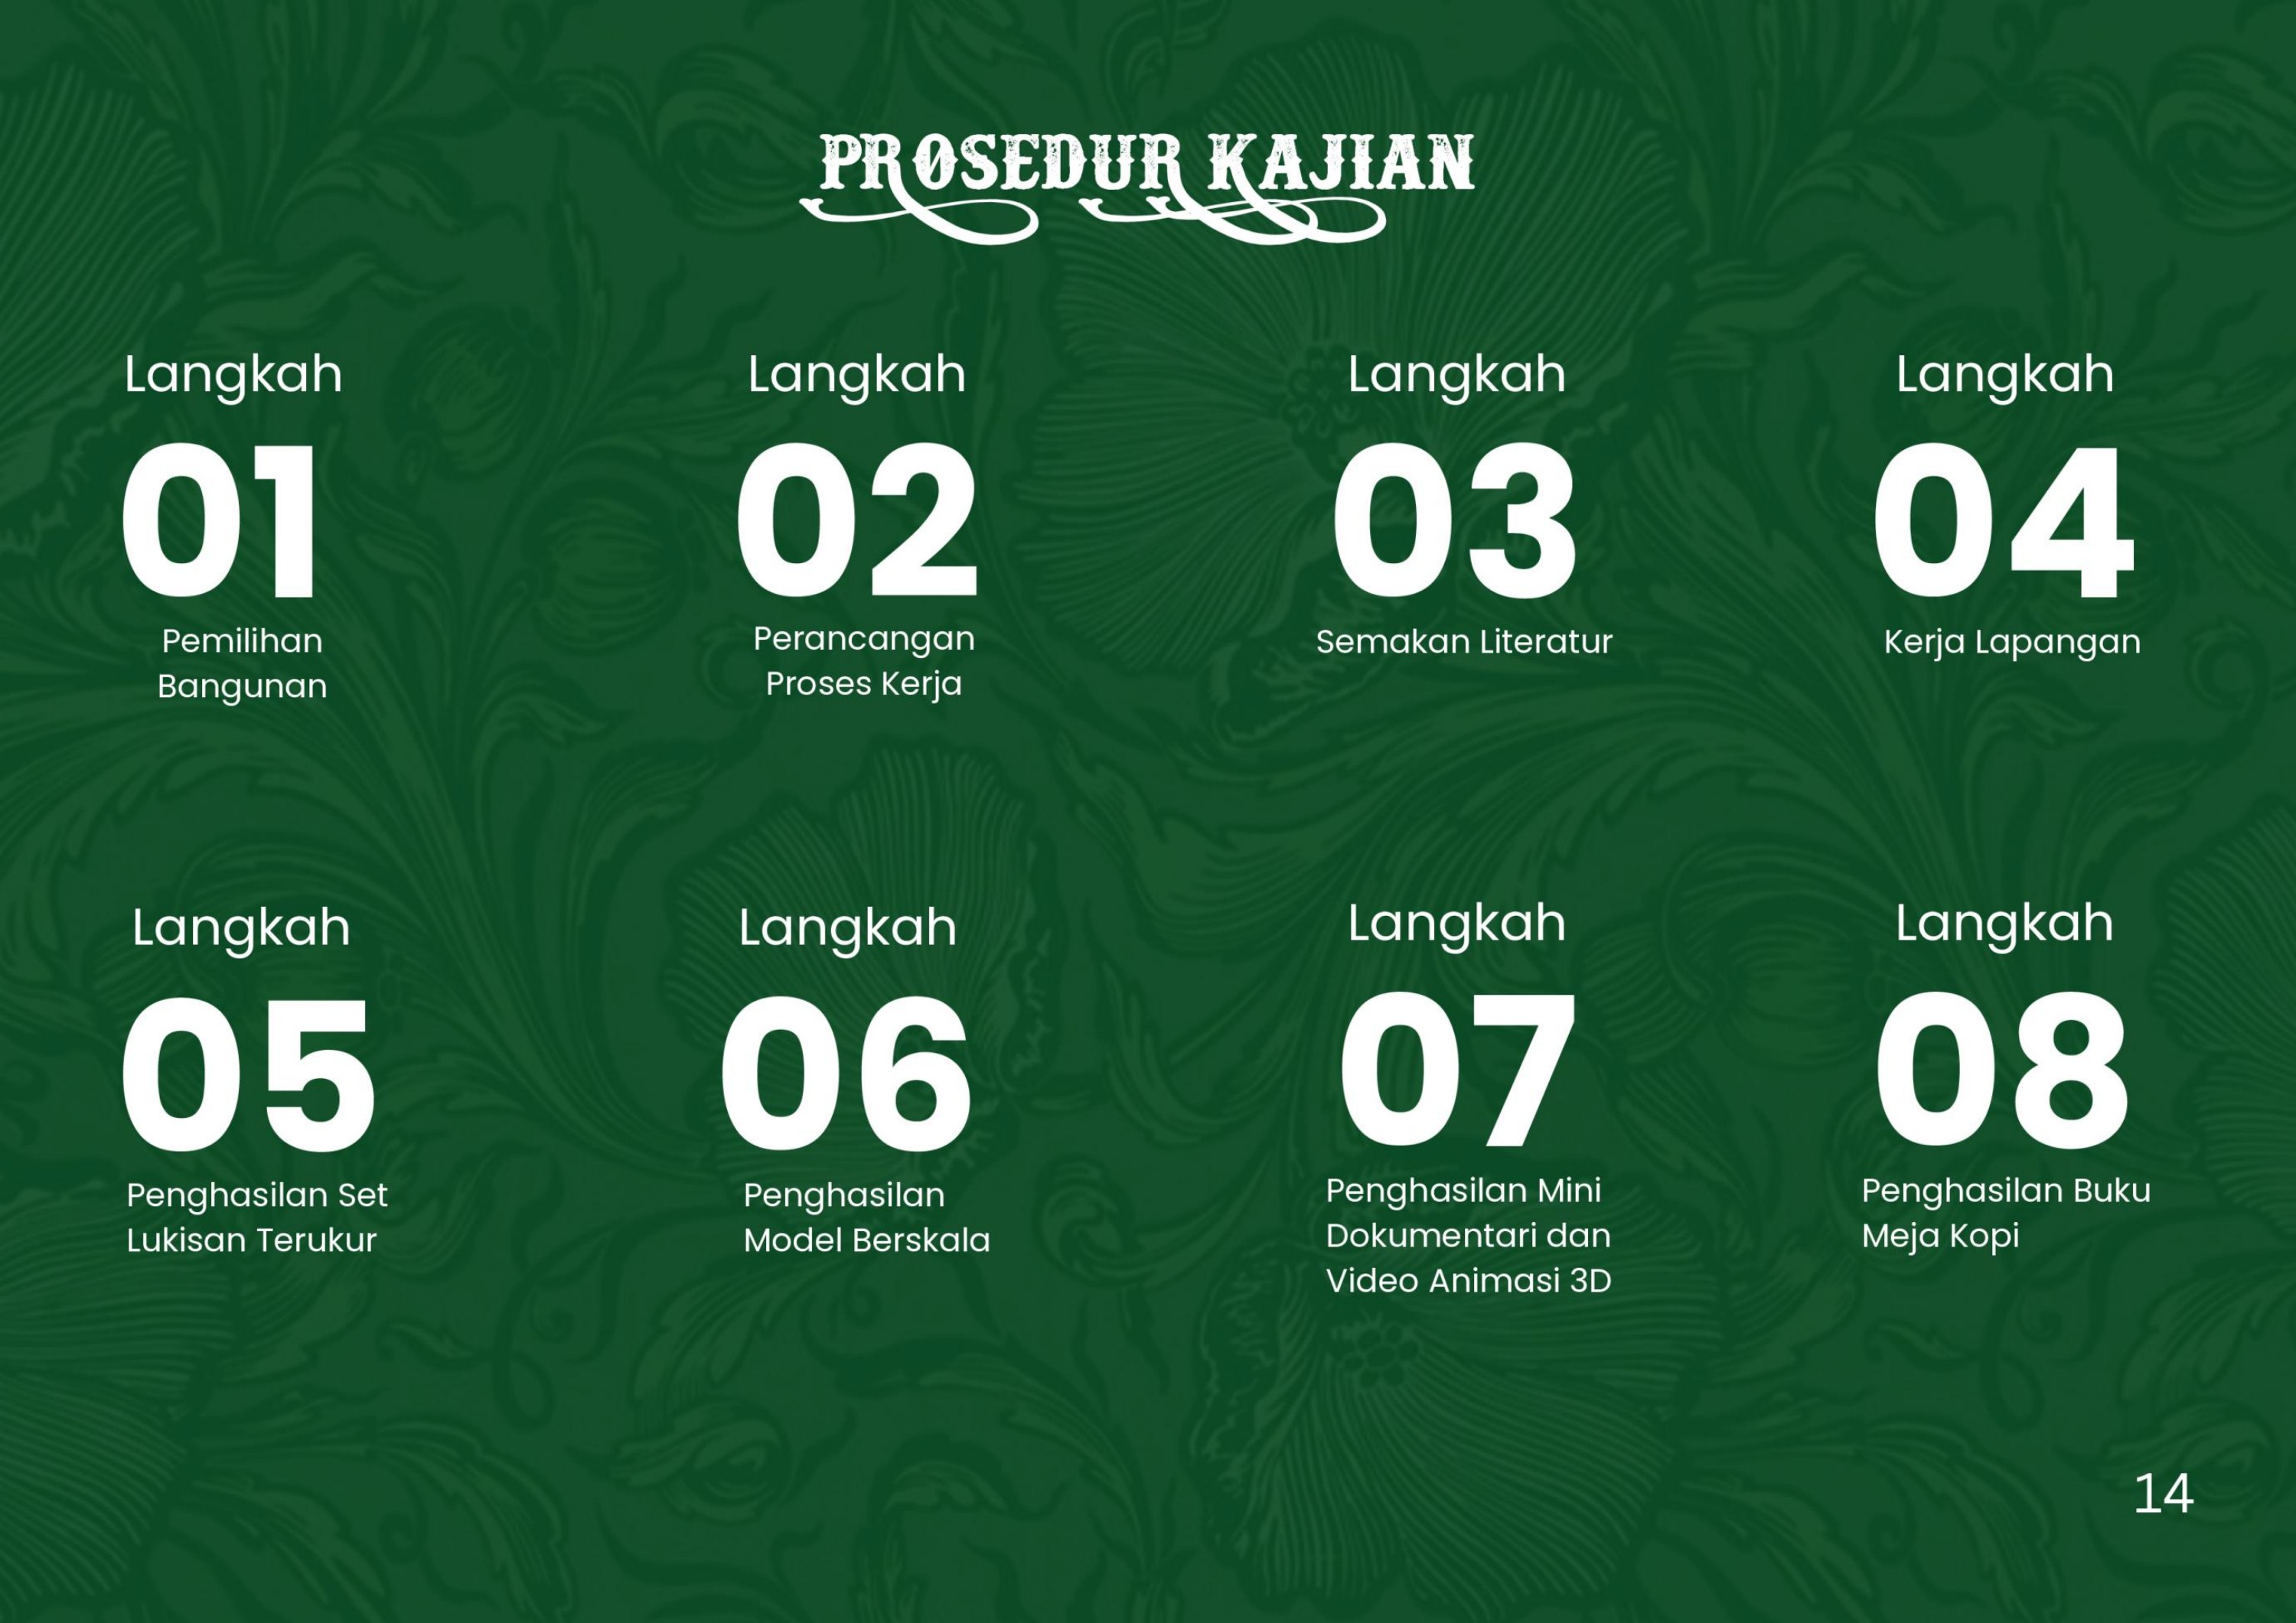 PROSEDUR KAJIAN
Langkah
01
Pemilihan
Bangunan
Langkah
02
Perancangan
Proses Kerja
Langkah
03
Semakan Literatur
Langkah
04
Kerja Lapangan
Langkah
05
Penghasilan Set
Lukisan Terukur
Langkah
06
Penghasilan
Model Berskala
Langkah
07
Penghasilan Mini
Dokumentari dan
Video Animasi 3D
Langkah
08
Penghasilan Buku
Meja Kopi
14